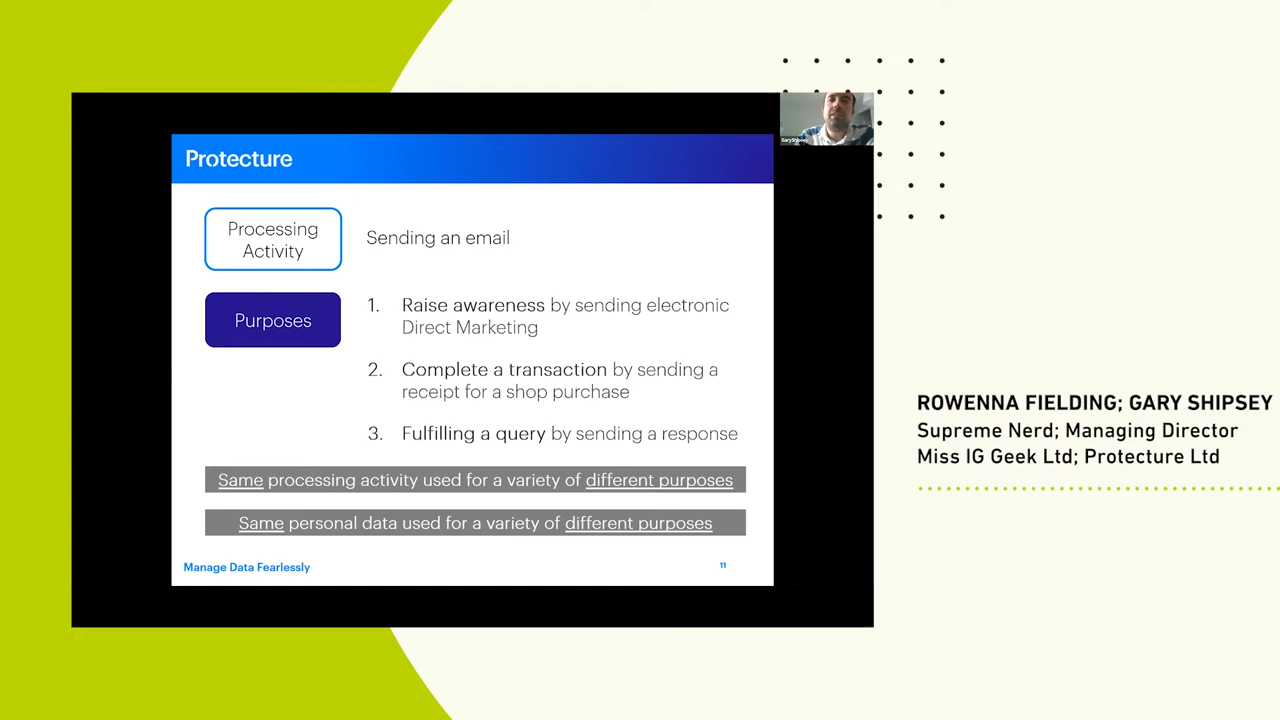 Protecture
Processing
Activity
Sending an email
Purposes
1. Raise awareness by sending electronic
Direct Marketing
2. Complete a transaction by sending a
receipt for a shop purchase
3. Fulfilling a query by sending a response
Same processing activity used for a variety of different purposes
Same personal data used for a variety of different purposes
Manage Data Fearlessly
11
GaryShipsey
ROWENNA FIELDING; GARY SHIPSEY
Supreme Nerd; Managing Director
Miss IG Geek Ltd; Protecture Ltd